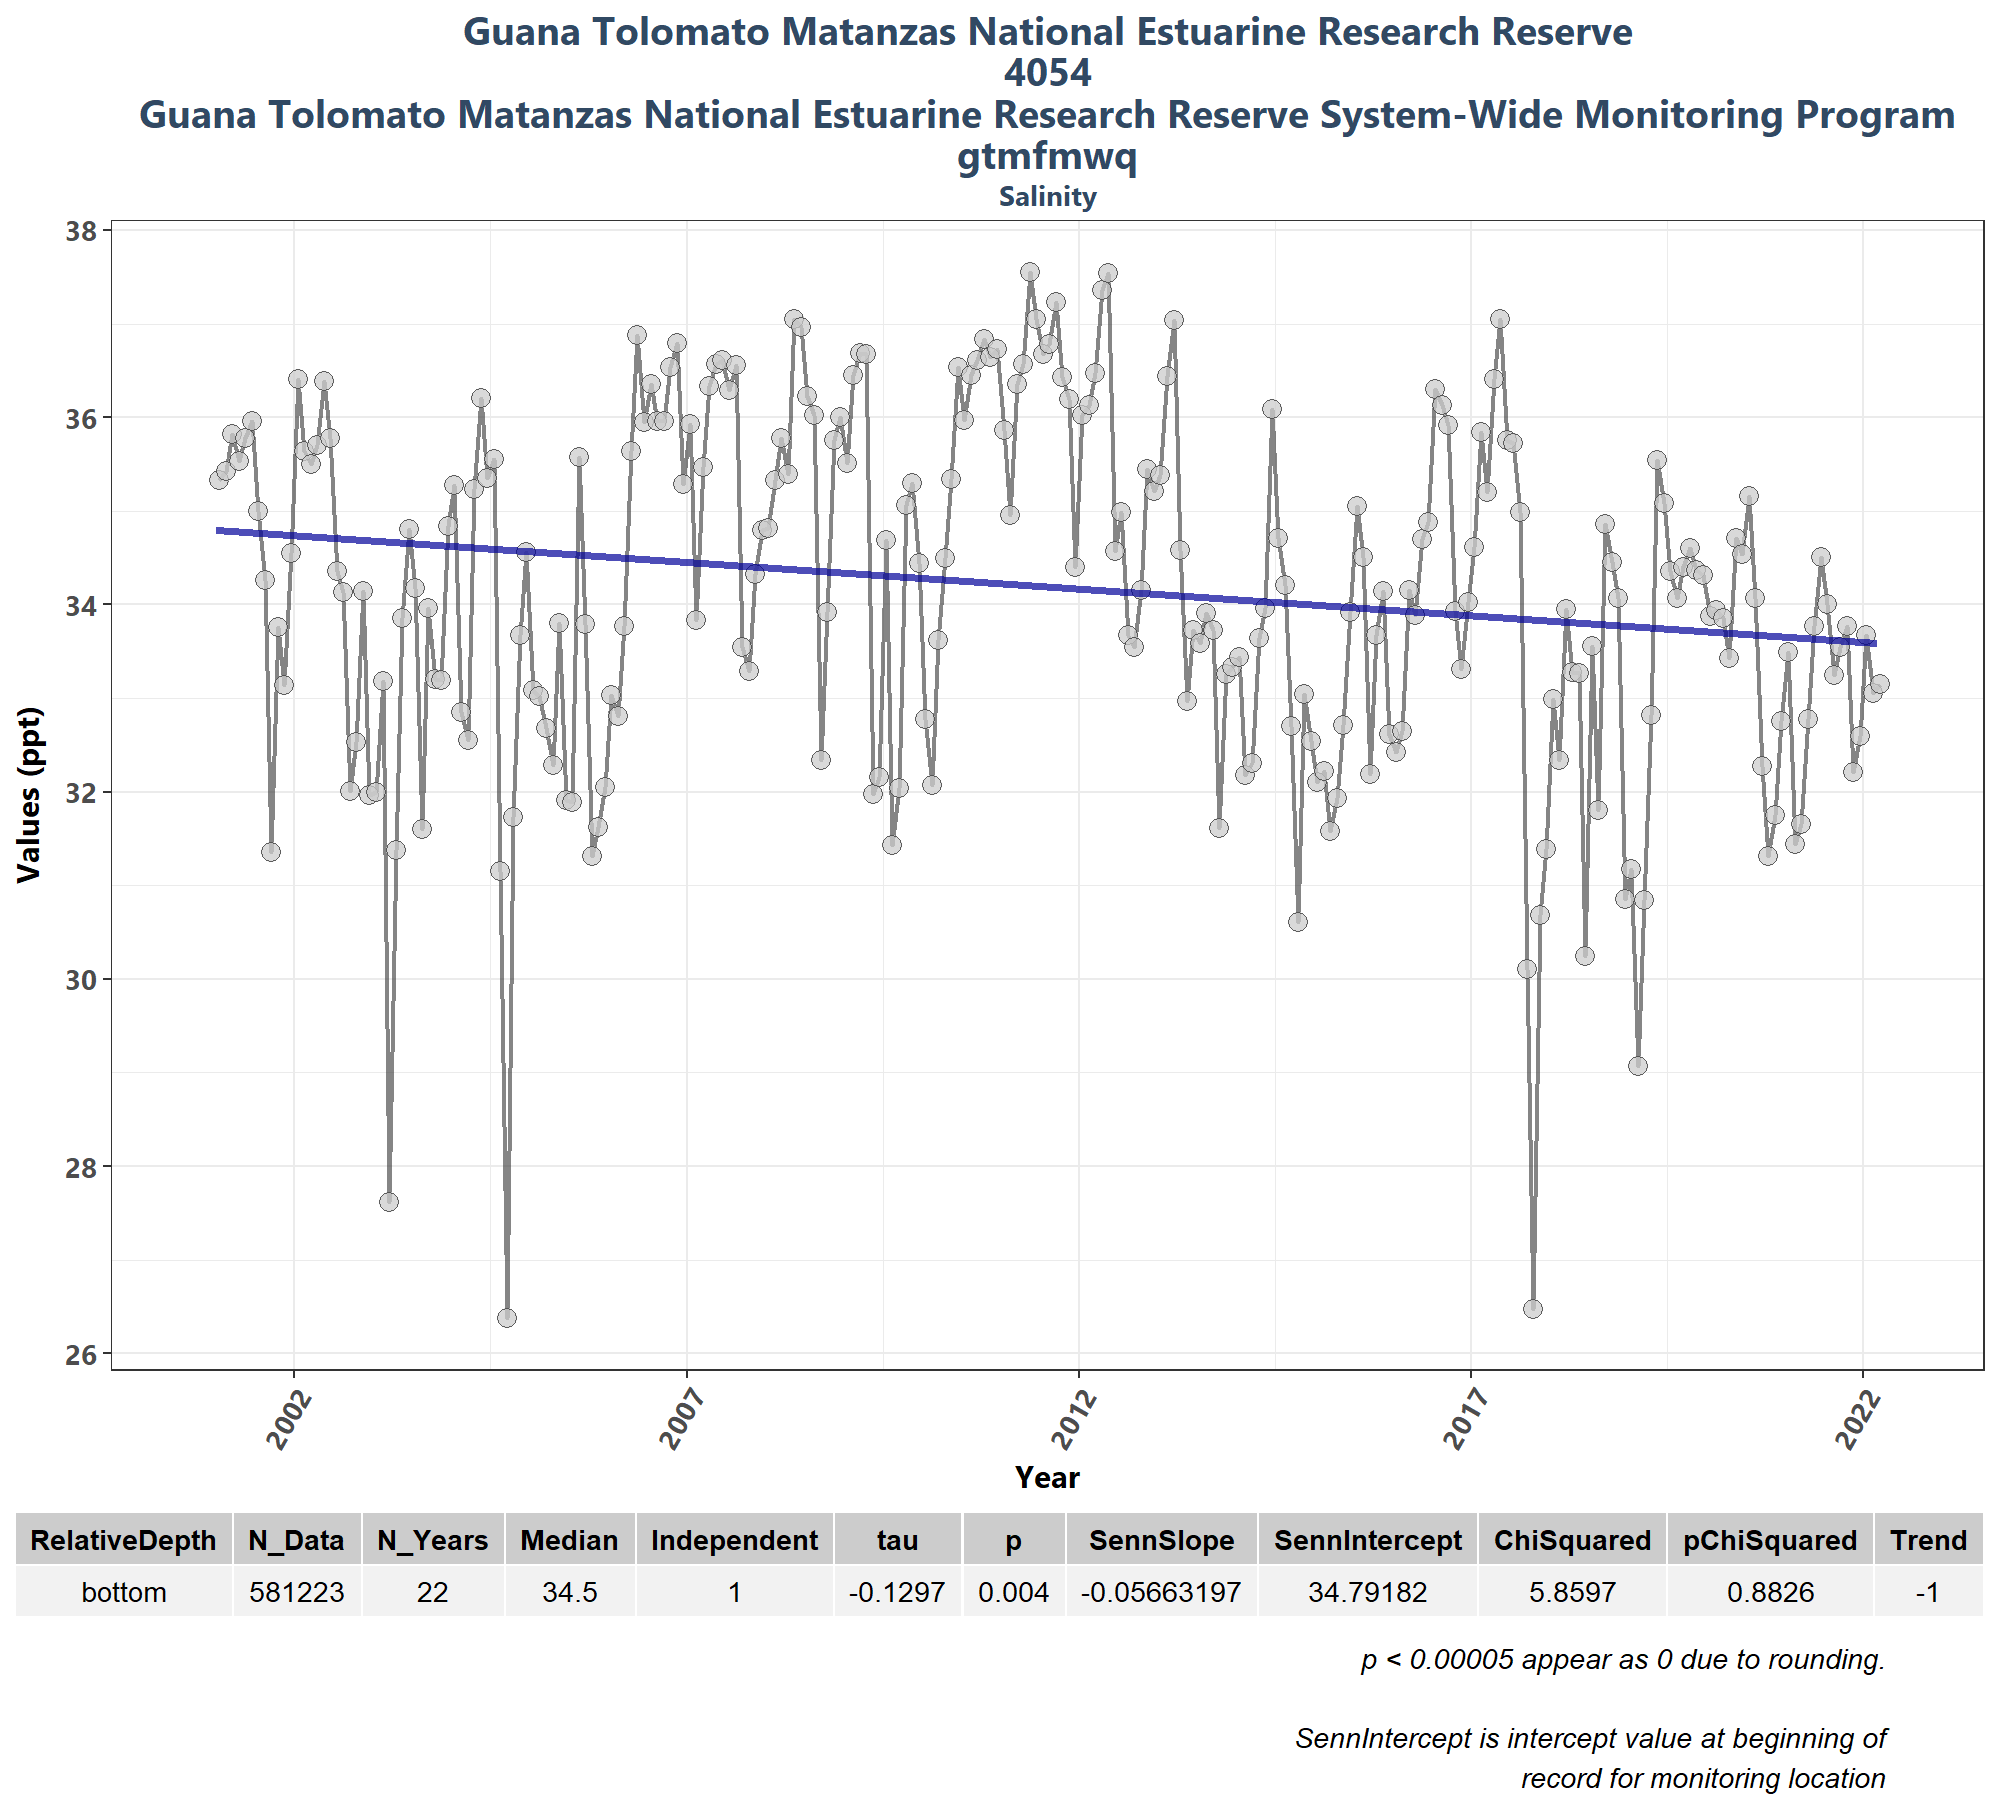 Guana Tolomato Matanzas National Estuarine Research Reserve
4054
Guana Tolomato Matanzas National Estuarine Research Reserve System-Wide Monitoring Program
gtmfmwq
Salinity
38
36
34
32
30
28
26
Values (ppt)
2002
2007
2012
2017
2022
Year
RelativeDepth N_Data N_Years Median Independent tau p SennSlope SennIntercept ChiSquared pChiSquared Trend
bottom 581223 22 34.5 1 -0.1297 0.004 -0.05663197 34.79182 5.8597 0.8826 -1
p < 0.00005 appear as 0 due to rounding.
SennIntercept is intercept value at beginning of
record for monitoring location